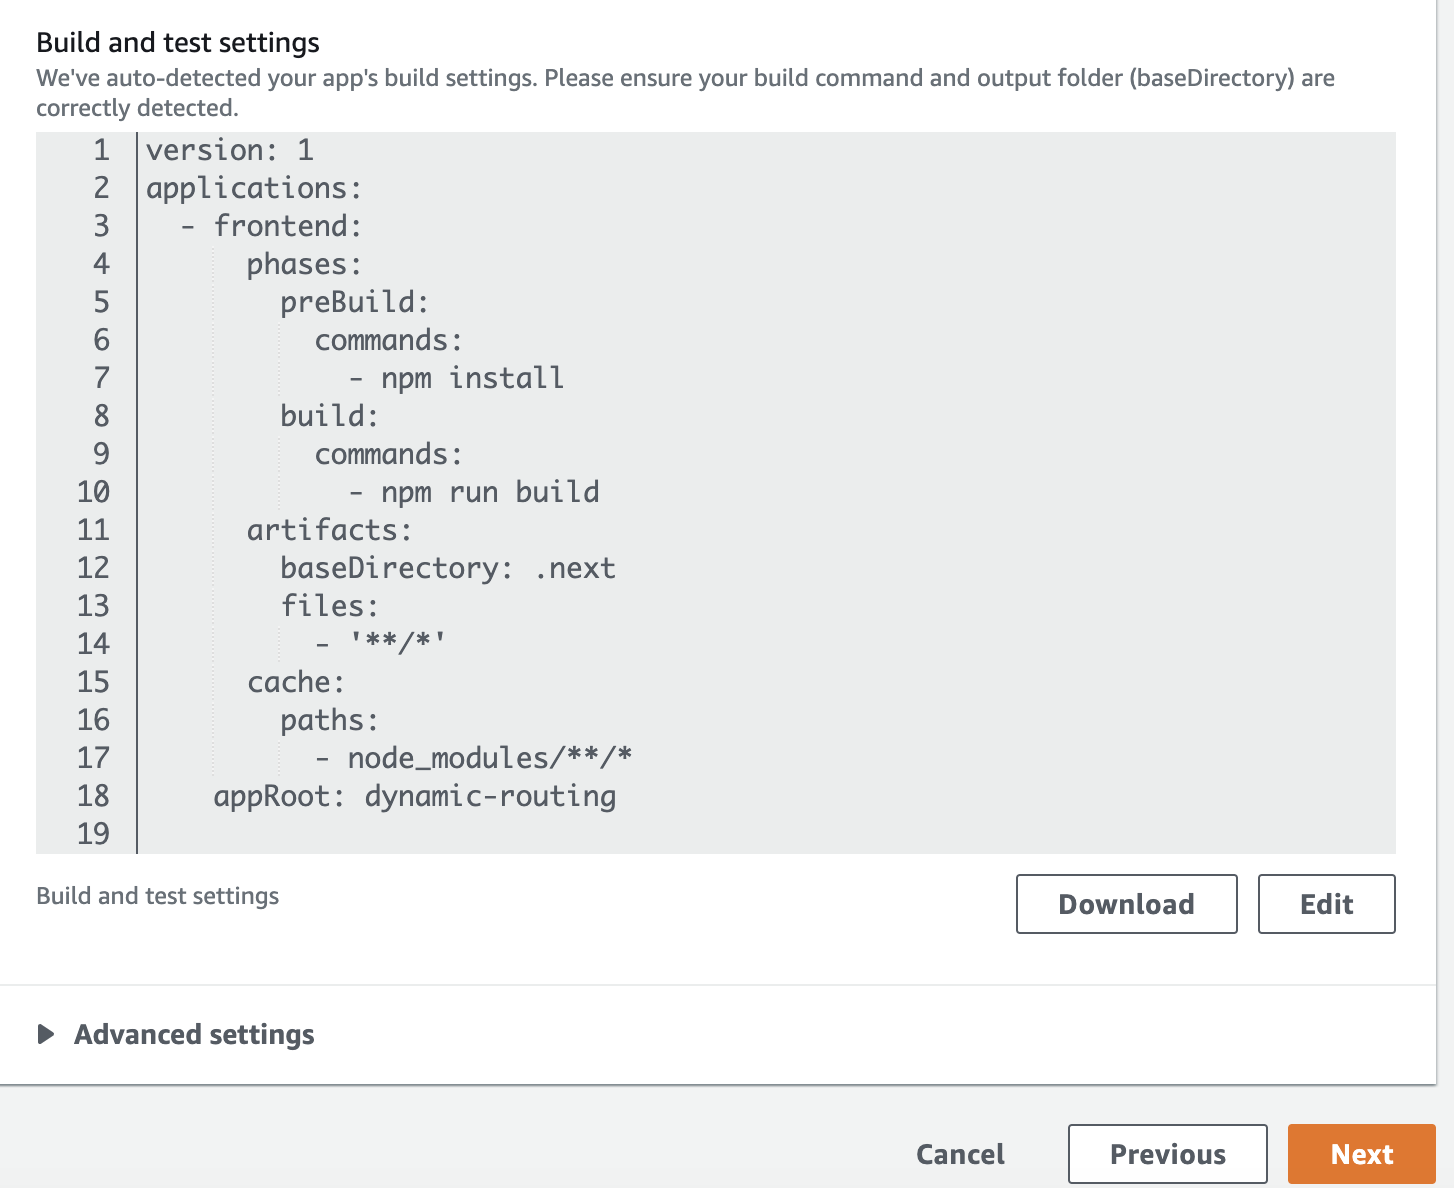 Build and test settings
We've auto-detected your app's build settings. Please ensure your build command and output folder (baseDirectory) are
correctly detected.
1 version: 1
2 applications:
3   - frontend:
4       phases:
5         preBuild:
6           commands:
7             - npm install
8         build:
9           commands:
10             - npm run build
11       artifacts:
12         baseDirectory: .next
13         files:
14           - '**/*'
15       cache:
16         paths:
17           - node_modules/**/*
18     appRoot: dynamic-routing
19
Build and test settings
Download Edit
Advanced settings
Cancel Previous Next